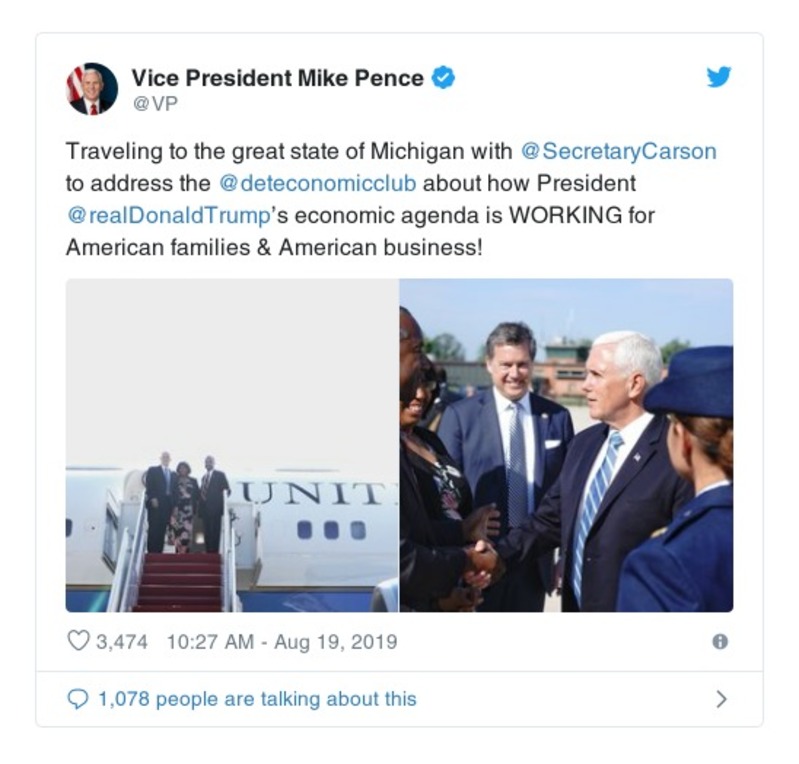 Vice President Mike Pence
@VP
Traveling to the great state of Michigan with @SecretaryCarson
to address the @deteconomicclub about how President
@realDonaldTrump’s economic agenda is WORKING for
American families & American business!
UNIT
3,474 10:27 AM - Aug 19, 2019
1,078 people are talking about this